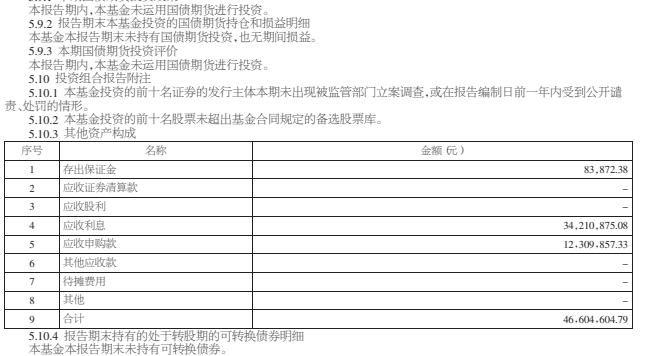 本报告期内,本基金未运用国债期货进行投资。
5.9.2 报告期末本基金投资的国债期货持仓和损益明细
本基金本报告期末未持有国债期货投资,也无期间损益。
5.9.3 本期国债期货投资评价
本报告期内,本基金未运用国债期货进行投资。
5.10 投资组合报告附注
5.10.1 本基金投资的前十名证券的发行主体本期未出现被监管部门立案调查,或在报告编制日前一年内受到公开谴
责、处罚的情形。
5.10.2 本基金投资的前十名股票未超出基金合同规定的备选股票库。
5.10.3 其他资产构成
序号 名称 金额(元)
1 存出保证金 83,872.38
2 应收证券清算款 –
3 应收股利 –
4 应收利息 34,210,875.08
5 应收申购款 12,309,857.33
6 其他应收款 –
7 待摊费用 –
8 其他 –
9 合计 46,604,604.79
5.10.4 报告期末持有的处于转股期的可转换债券明细
本基金本报告期末未持有可转换债券。